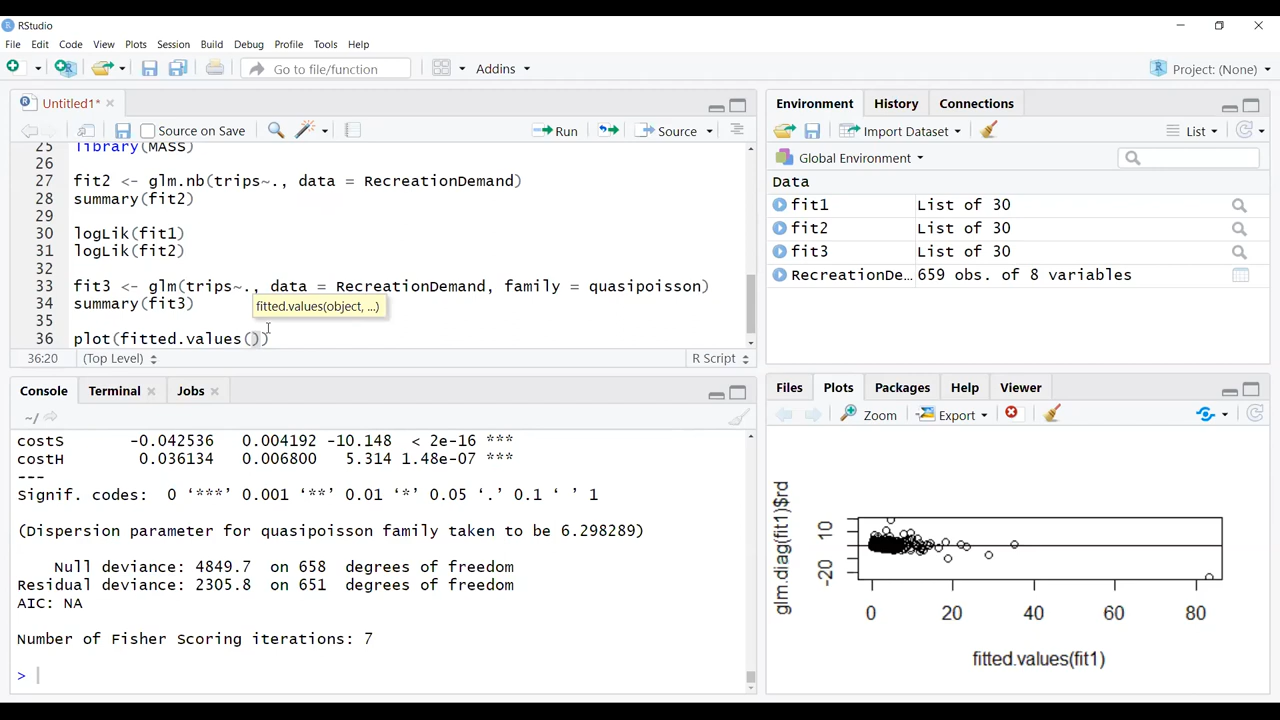 RStudio
File Edit Code View Plots Session Build Debug Profile Tools Help
Go to file/function Addins Project: (None)
Untitled1*
Source on Save Run Source
25 library(MASS)
26
27 fit2 <- glm.nb(trips~., data = RecreationDemand)
28 summary(fit2)
29
30 logLik(fit1)
31 logLik(fit2)
32
33 fit3 <- glm(trips~., data = RecreationDemand, family = quasipoisson)
34 summary(fit3)
fitted.values(object, ...)
35
36 plot(fitted.values())
36:20 (Top Level) R Script
Console Terminal Jobs
~/
costS -0.042536 0.004192 -10.148 < 2e-16 ***
costH 0.036134 0.006800 5.314 1.48e-07 ***
---
Signif. codes: 0 ‘***’ 0.001 ‘**’ 0.01 ‘*’ 0.05 ‘.’ 0.1 ‘ ’ 1
(Dispersion parameter for quasipoisson family taken to be 6.298289)
Null deviance: 4849.7 on 658 degrees of freedom
Residual deviance: 2305.8 on 651 degrees of freedom
AIC: NA
Number of Fisher Scoring iterations: 7
>
Environment History Connections
Import Dataset List
Global Environment
Data
fit1 List of 30
fit2 List of 30
fit3 List of 30
RecreationDe… 659 obs. of 8 variables
Files Plots Packages Help Viewer
Zoom Export
glm.diag(fit1)$rd
10
-20
0 20 40 60 80
fitted.values(fit1)